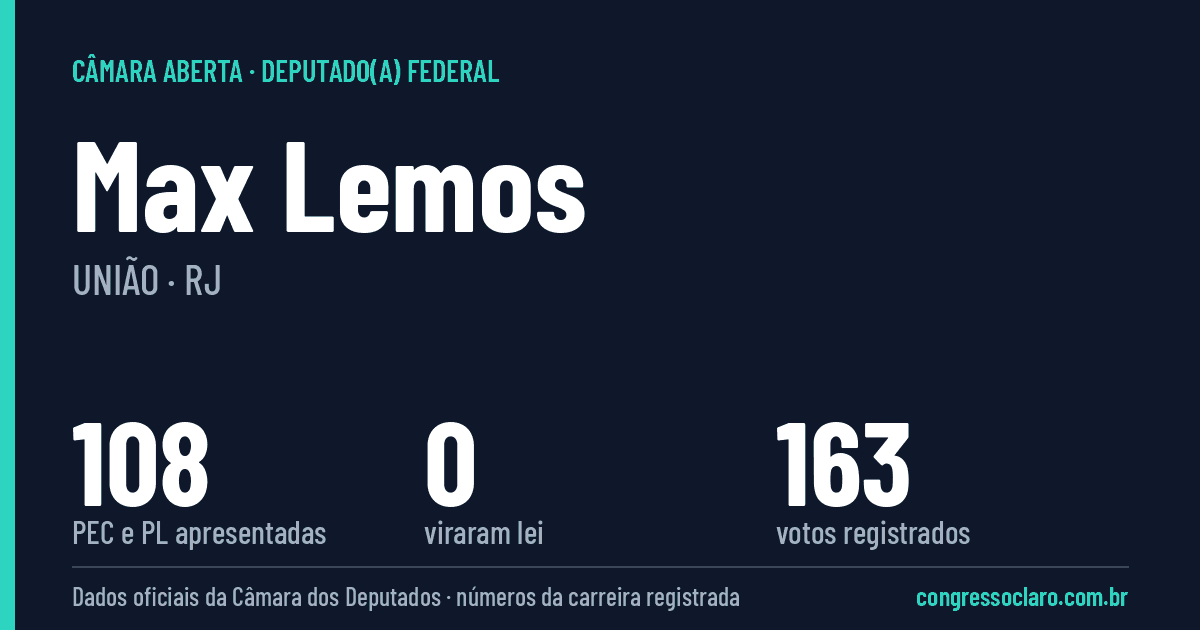 CÂMARA ABERTA · DEPUTADO(A) FEDERAL
Max Lemos
UNIÃO · RJ
108 0 163
PEC e PL apresentadas viraram lei votos registrados
Dados oficiais da Câmara dos Deputados · números da carreira registrada congressoclaro.com.br